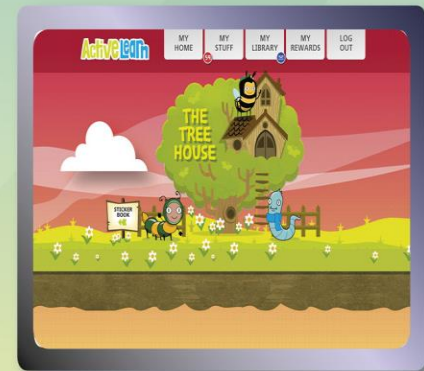 ActiveLearn
MY HOME
MY STUFF
MY LIBRARY
MY REWARDS
LOG OUT
THE
TREE
HOUSE
STICKER
BOOK